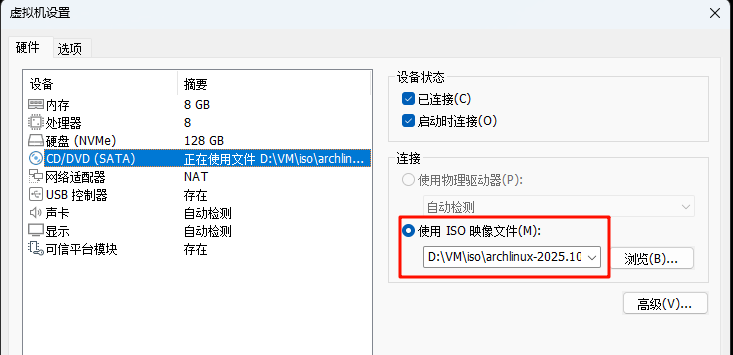 虚拟机设置
硬件 选项
设备 摘要
内存 8 GB
处理器 8
硬盘 (NVMe) 128 GB
CD/DVD (SATA) 正在使用文件 D:\VM\iso\archlin...
网络适配器 NAT
USB 控制器 存在
声卡 自动检测
显示 自动检测
可信平台模块 存在
设备状态
已连接(C)
启动时连接(O)
连接
使用物理驱动器(P):
自动检测
使用 ISO 映像文件(M):
D:\VM\iso\archlinux-2025.10
浏览(B)...
高级(V)...